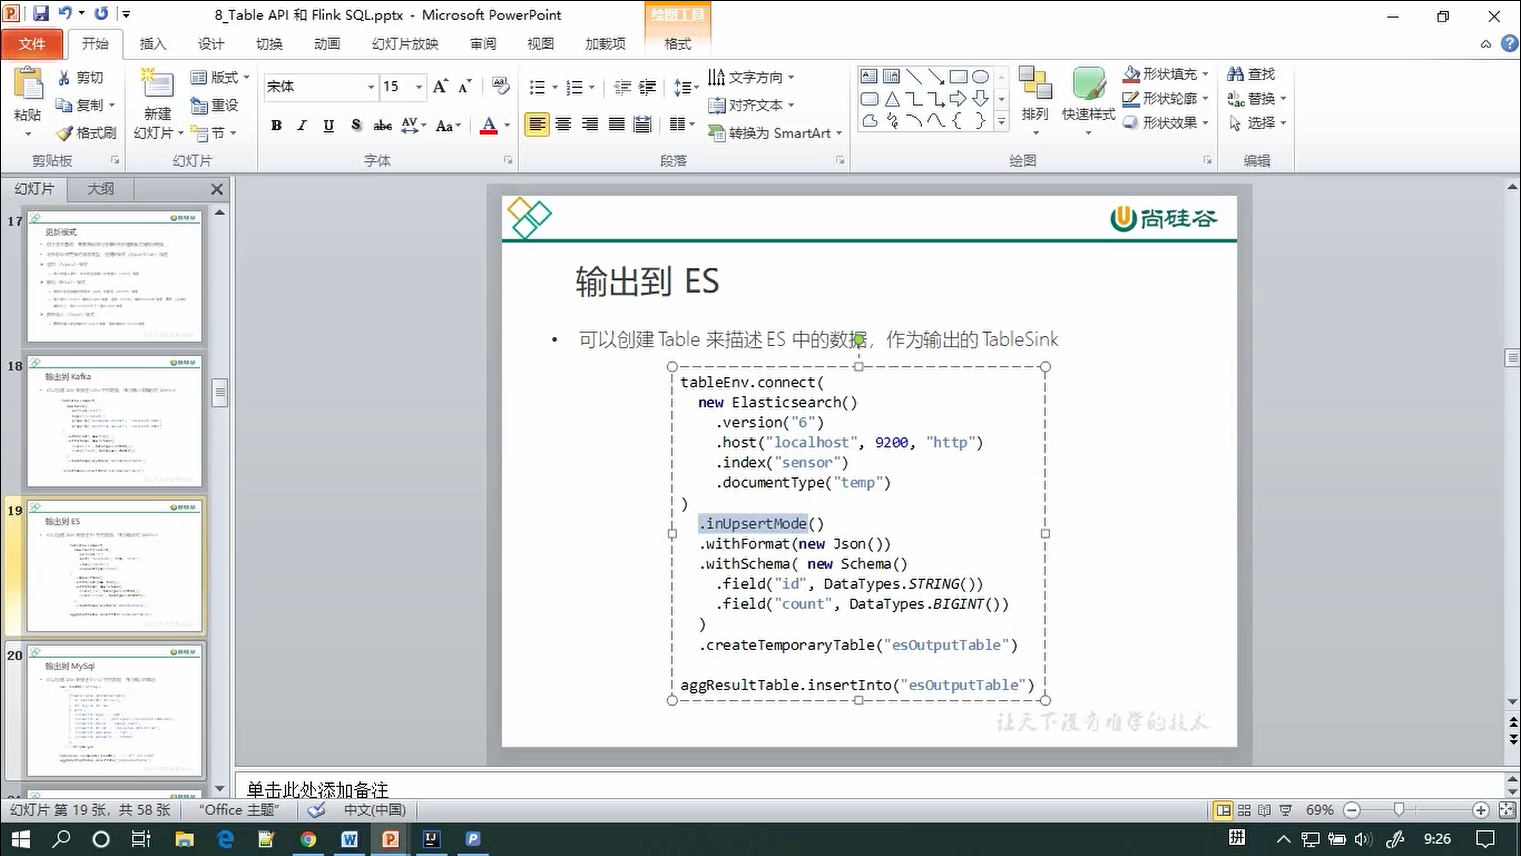 8_Table API 和 Flink SQL.pptx - Microsoft PowerPoint
绘图工具
文件 开始 插入 设计 切换 动画 幻灯片放映 审阅 视图 加载项 格式
粘贴 剪切 复制 格式刷 剪贴板
新建 幻灯片 版式 重设 节 幻灯片
宋体 15 字体
B I U S abc AV Aa A
文字方向 对齐文本 转换为 SmartArt 段落
排列 快速样式 形状填充 形状轮廓 形状效果 绘图
查找 替换 选择 编辑
幻灯片 大纲
17 更新模式
18 输出到 Kafka
19 输出到 ES
20 输出到 MySql
尚硅谷
输出到 ES
• 可以创建 Table 来描述 ES 中的数据，作为输出的 TableSink
tableEnv.connect(
new Elasticsearch()
.version("6")
.host("localhost", 9200, "http")
.index("sensor")
.documentType("temp")
)
.inUpsertMode()
.withFormat(new Json())
.withSchema( new Schema()
.field("id", DataTypes.STRING())
.field("count", DataTypes.BIGINT())
)
.createTemporaryTable("esOutputTable")
aggResultTable.insertInto("esOutputTable")
让天下没有难学的技术
单击此处添加备注
幻灯片 第 19 张，共 58 张 "Office 主题" 中文(中国) 69%
拼 9:26